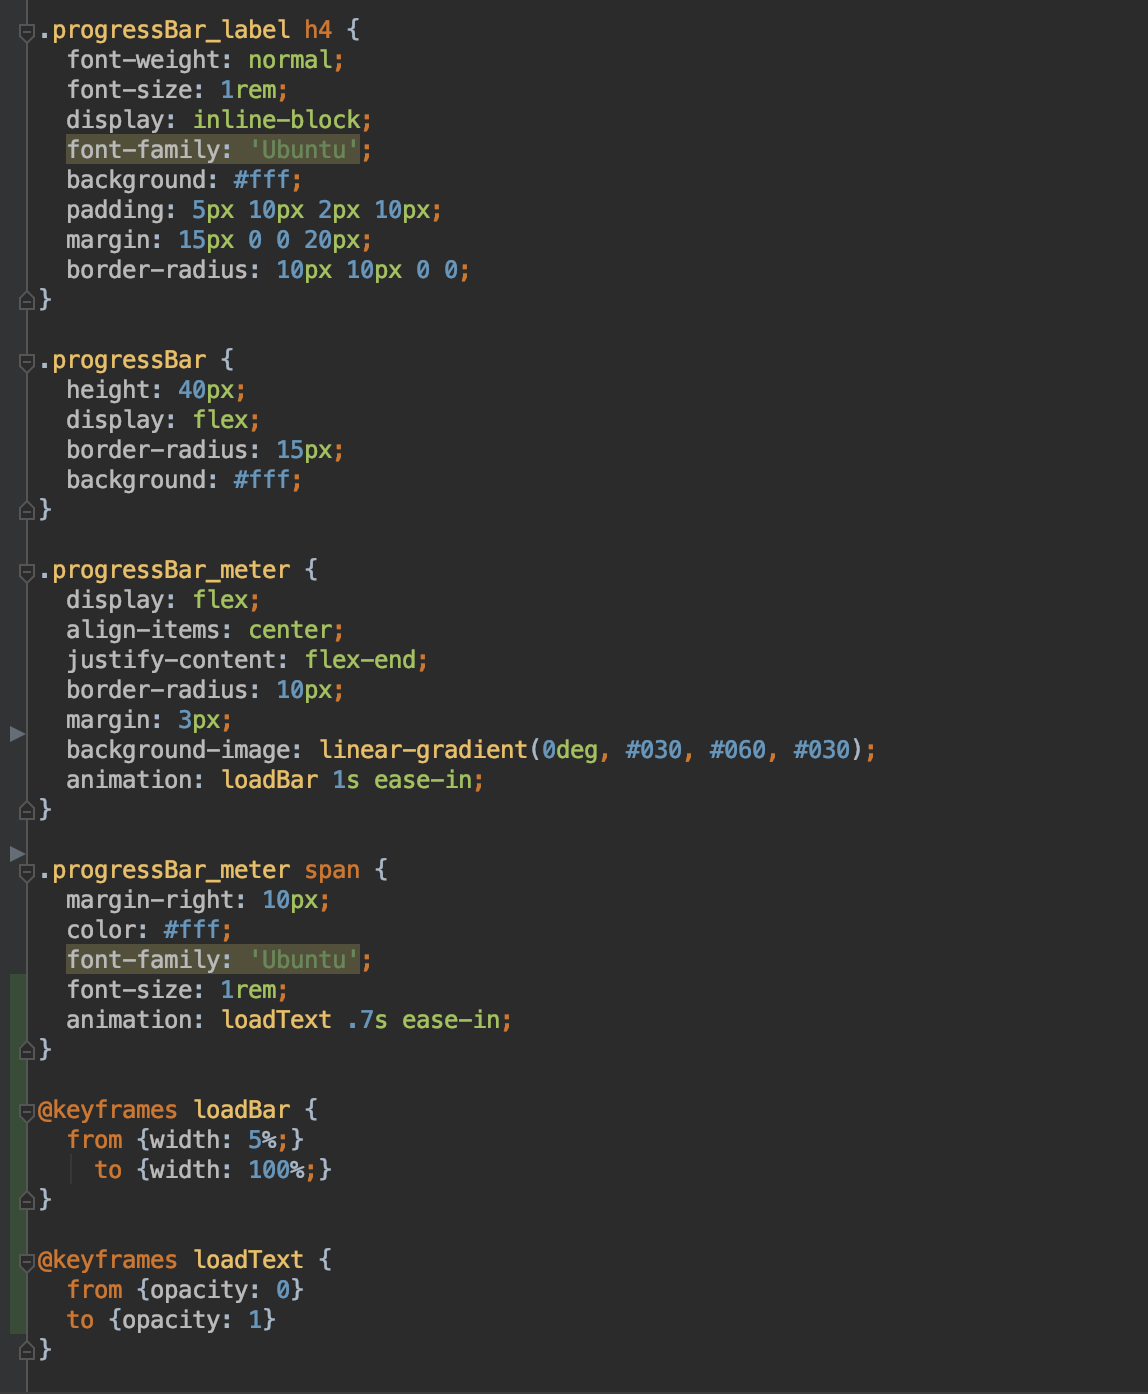 .progressBar_label h4 {
font-weight: normal;
font-size: 1rem;
display: inline-block;
font-family: 'Ubuntu';
background: #fff;
padding: 5px 10px 2px 10px;
margin: 15px 0 0 20px;
border-radius: 10px 10px 0 0;
}
.progressBar {
height: 40px;
display: flex;
border-radius: 15px;
background: #fff;
}
.progressBar_meter {
display: flex;
align-items: center;
justify-content: flex-end;
border-radius: 10px;
margin: 3px;
background-image: linear-gradient(0deg, #030, #060, #030);
animation: loadBar 1s ease-in;
}
.progressBar_meter span {
margin-right: 10px;
color: #fff;
font-family: 'Ubuntu';
font-size: 1rem;
animation: loadText .7s ease-in;
}
@keyframes loadBar {
from {width: 5%;}
to {width: 100%;}
}
@keyframes loadText {
from {opacity: 0}
to {opacity: 1}
}